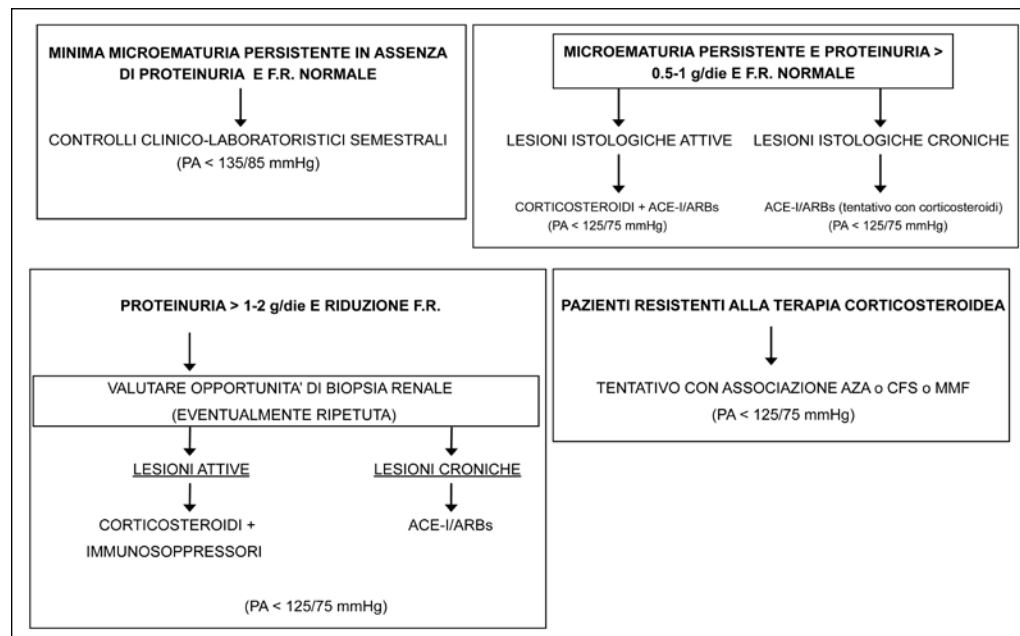 MINIMA MICROEMATURIA PERSISTENTE IN ASSENZA
DI PROTEINURIA E F.R. NORMALE
CONTROLLI CLINICO-LABORATORISTICI SEMESTRALI
(PA < 135/85 mmHg)
MICROEMATURIA PERSISTENTE E PROTEINURIA >
0.5-1 g/die E F.R. NORMALE
LESIONI ISTOLOGICHE ATTIVE
LESIONI ISTOLOGICHE CRONICHE
CORTICOSTEROIDI + ACE-I/ARBs
(PA < 125/75 mmHg)
ACE-I/ARBs (tentativo con corticosteroidi)
(PA < 125/75 mmHg)
PROTEINURIA > 1-2 g/die E RIDUZIONE F.R.
VALUTARE OPPORTUNITA' DI BIOPSIA RENALE
(EVENTUALMENTE RIPETUTA)
LESIONI ATTIVE
LESIONI CRONICHE
CORTICOSTEROIDI +
IMMUNOSOPPRESSORI
ACE-I/ARBs
(PA < 125/75 mmHg)
PAZIENTI RESISTENTI ALLA TERAPIA CORTICOSTEROIDEA
TENTATIVO CON ASSOCIAZIONE AZA o CFS o MMF
(PA < 125/75 mmHg)